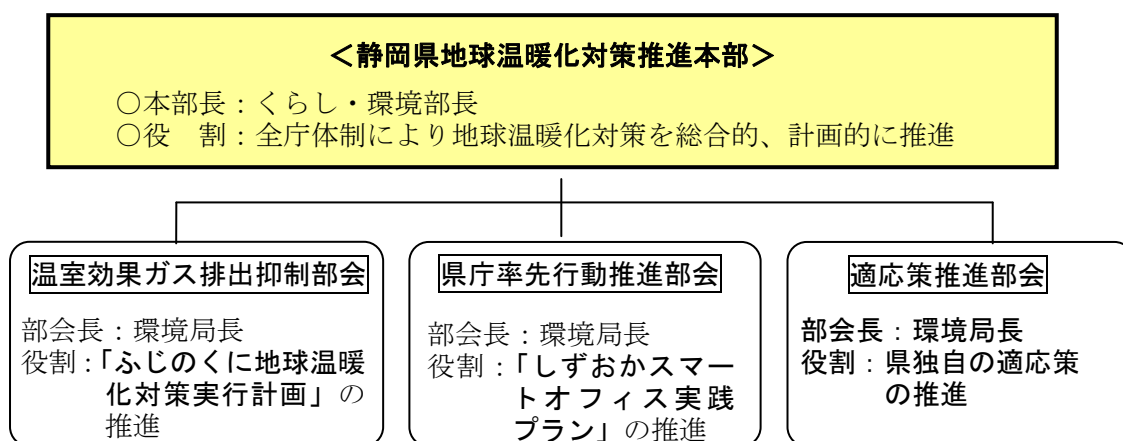 ＜静岡県地球温暖化対策推進本部＞
○本部長：くらし・環境部長
○役　割：全庁体制により地球温暖化対策を総合的、計画的に推進
温室効果ガス排出抑制部会
部会長：環境局長
役割：「ふじのくに地球温暖
化対策実行計画」の
推進
県庁率先行動推進部会
部会長：環境局長
役割：「しずおかスマー
トオフィス実践
プラン」の推進
適応策推進部会
部会長：環境局長
役割：県独自の適応策
の推進